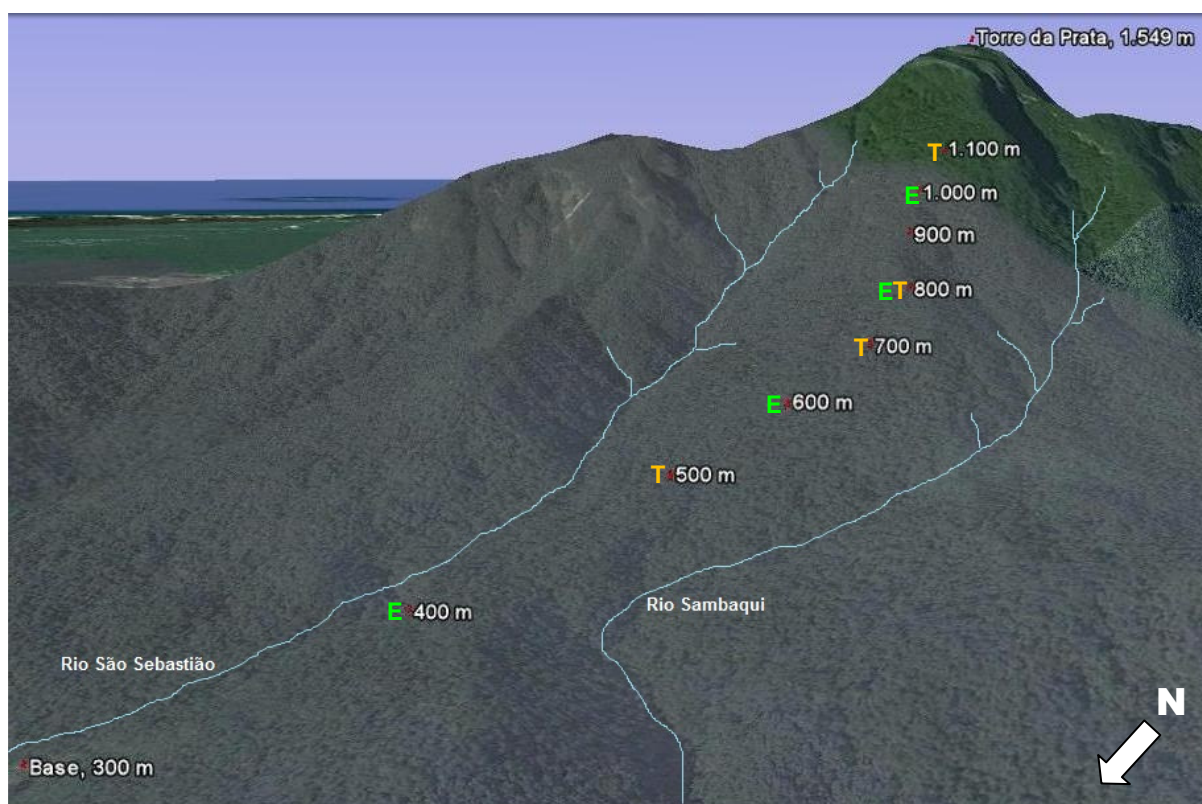 Torre da Prata, 1.549 m
T 1.100 m
E 1.000 m
900 m
ET 800 m
T 700 m
E 600 m
T 500 m
E 400 m
Rio Sambaqui
Rio São Sebastião
N
Base, 300 m